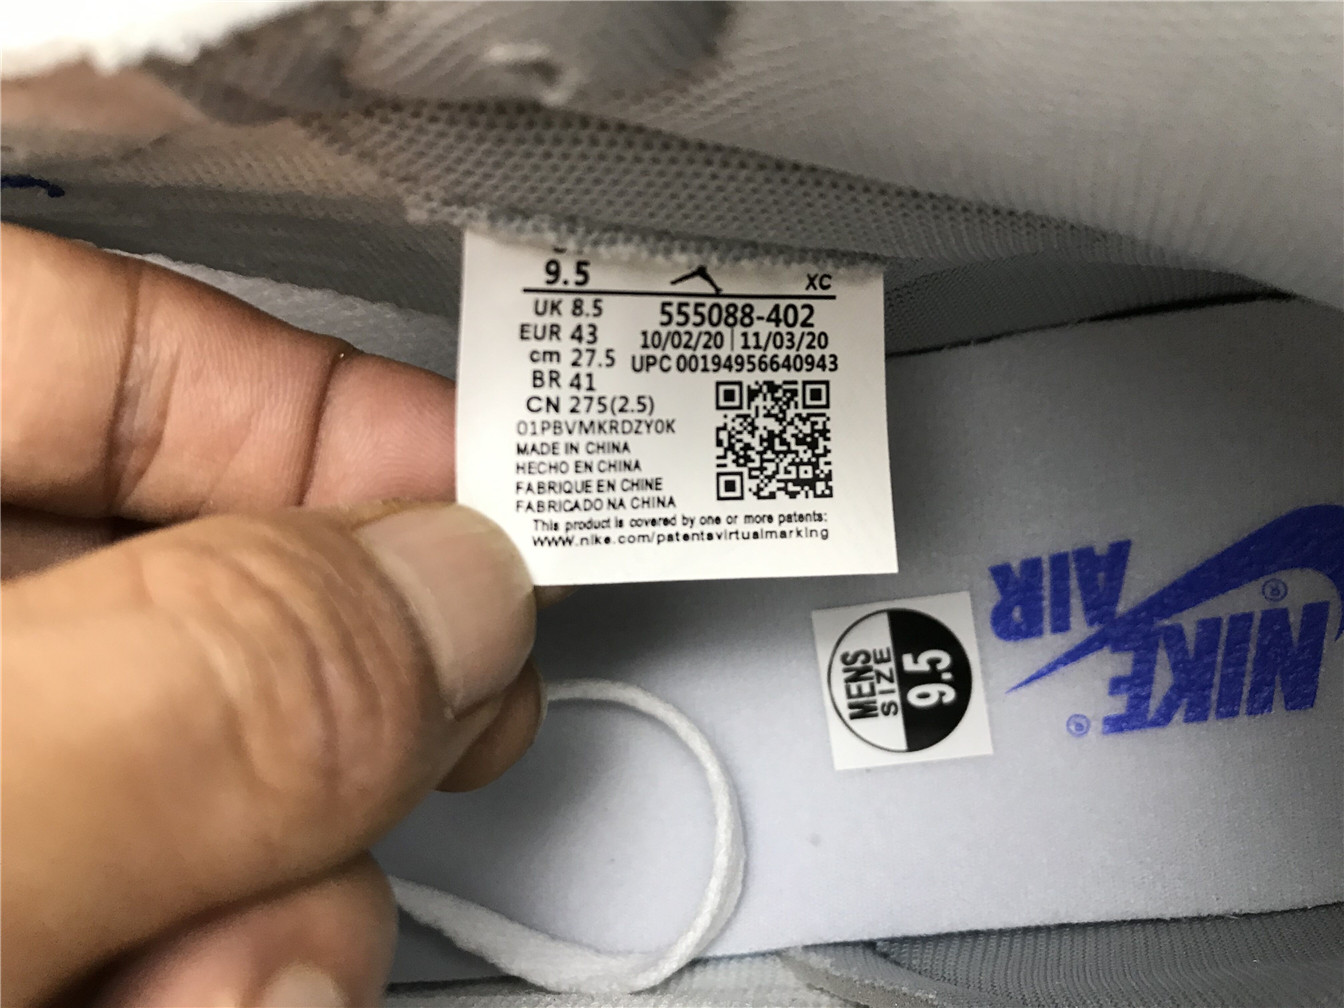 9.5
XC
UK 8.5
EUR 43
cm 27.5
BR 41
CN 275(2.5)
555088-402
10/02/20 | 11/03/20
UPC 00194956640943
01PBVMKRDZY0K
MADE IN CHINA
HECHO EN CHINA
FABRIQUE EN CHINE
FABRICADO NA CHINA
This product is covered by one or more patents:
www.nike.com/patentsvirtualmarking
MENS
SIZE
9.5
NIKE ®
AIR ®